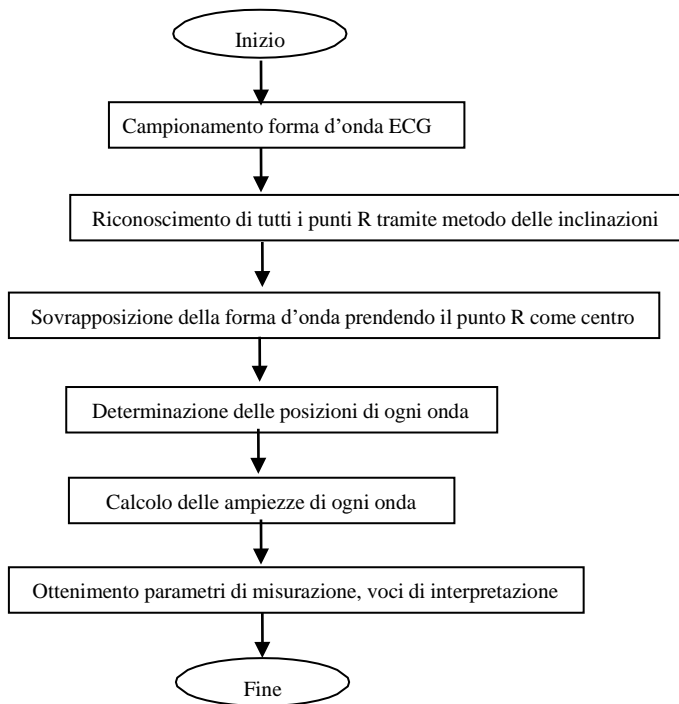 Inizio
Campionamento forma d’onda ECG
Riconoscimento di tutti i punti R tramite metodo delle inclinazioni
Sovrapposizione della forma d’onda prendendo il punto R come centro
Determinazione delle posizioni di ogni onda
Calcolo delle ampiezze di ogni onda
Ottenimento parametri di misurazione, voci di interpretazione
Fine